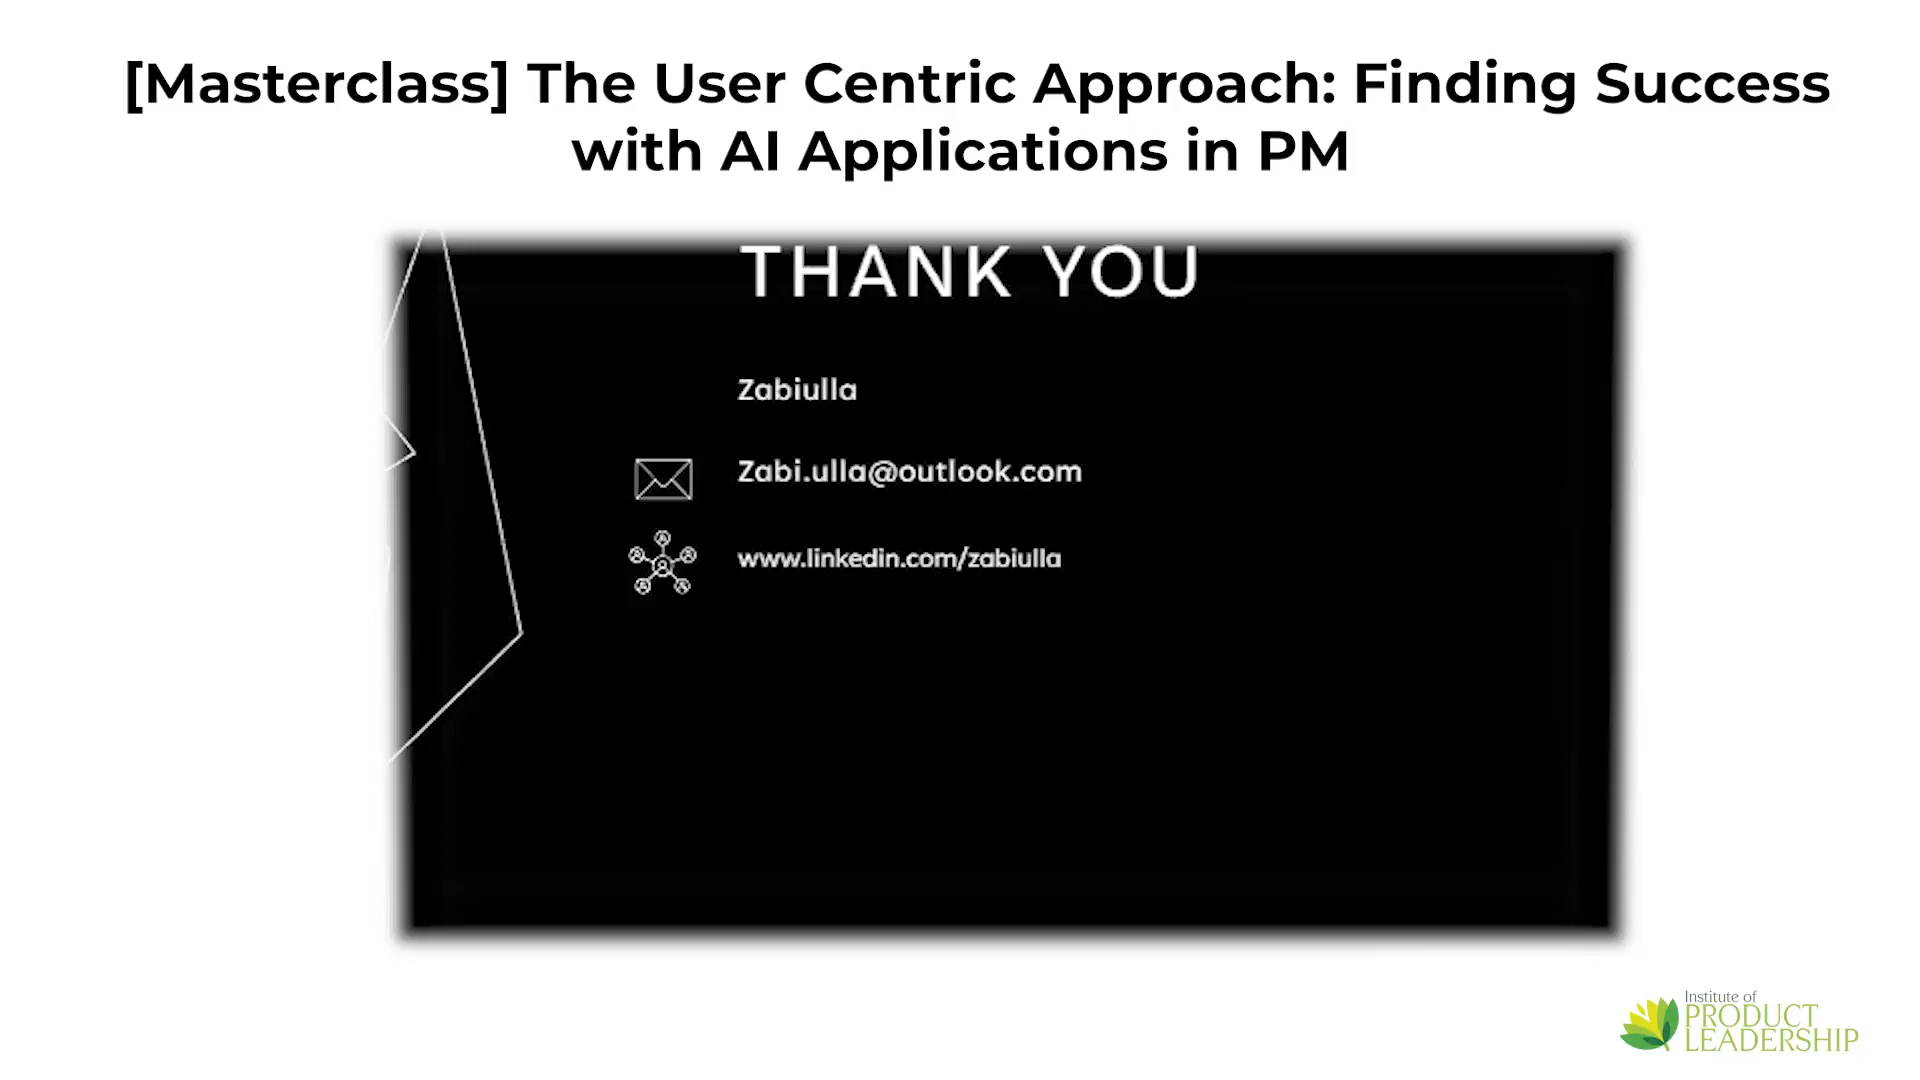 [Masterclass] The User Centric Approach: Finding Success
with AI Applications in PM
THANK YOU
Zabiulla
Zabi.ulla@outlook.com
www.linkedin.com/zabiulla
Institute of
PRODUCT
LEADERSHIP